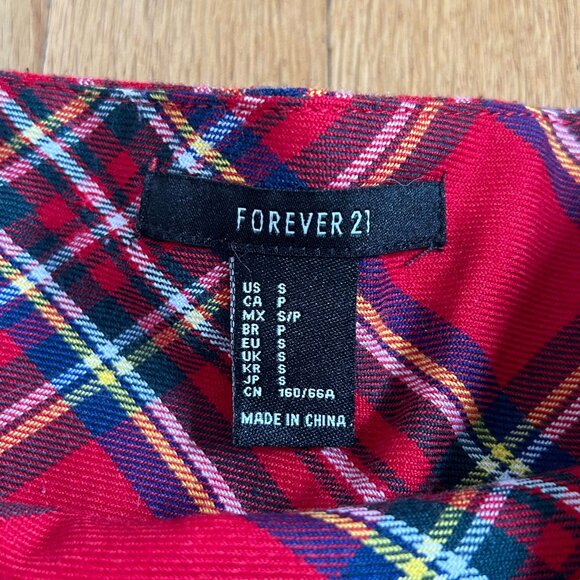 FOREVER 21
US S
CA P
MX S/P
BR P
EU S
UK S
KR S
JP S
CN 160/66A
MADE IN CHINA